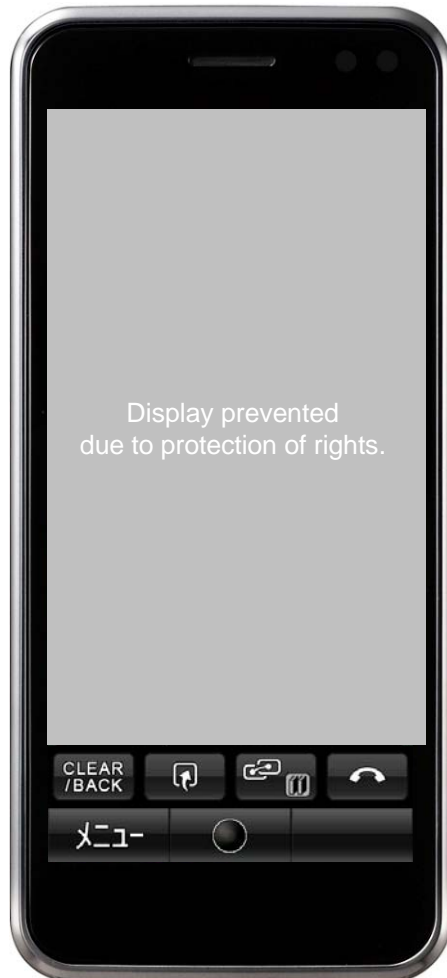 Display prevented
due to protection of rights.
CLEAR
/BACK
メニュー